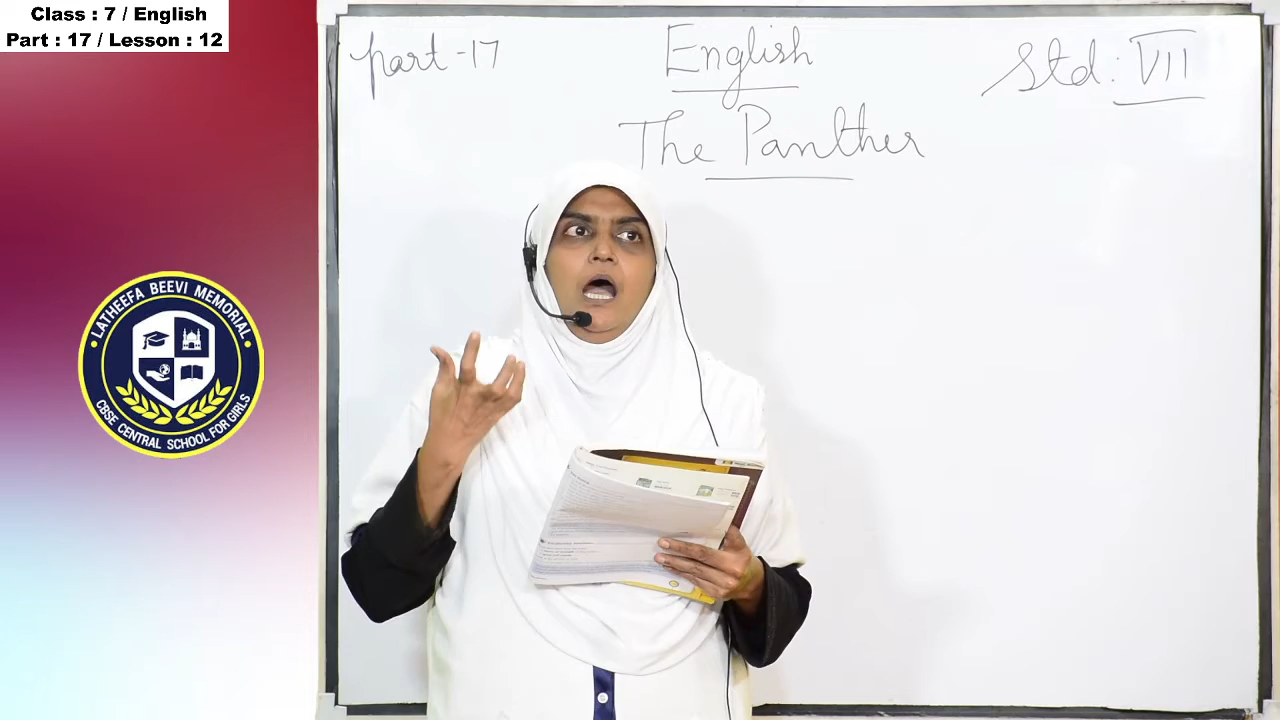 Class : 7 / English
Part : 17 / Lesson : 12
part-17
English
Std: VII
The Panther
LATHEEFA BEEVI MEMORIAL
CBSE CENTRAL SCHOOL FOR GIRLS